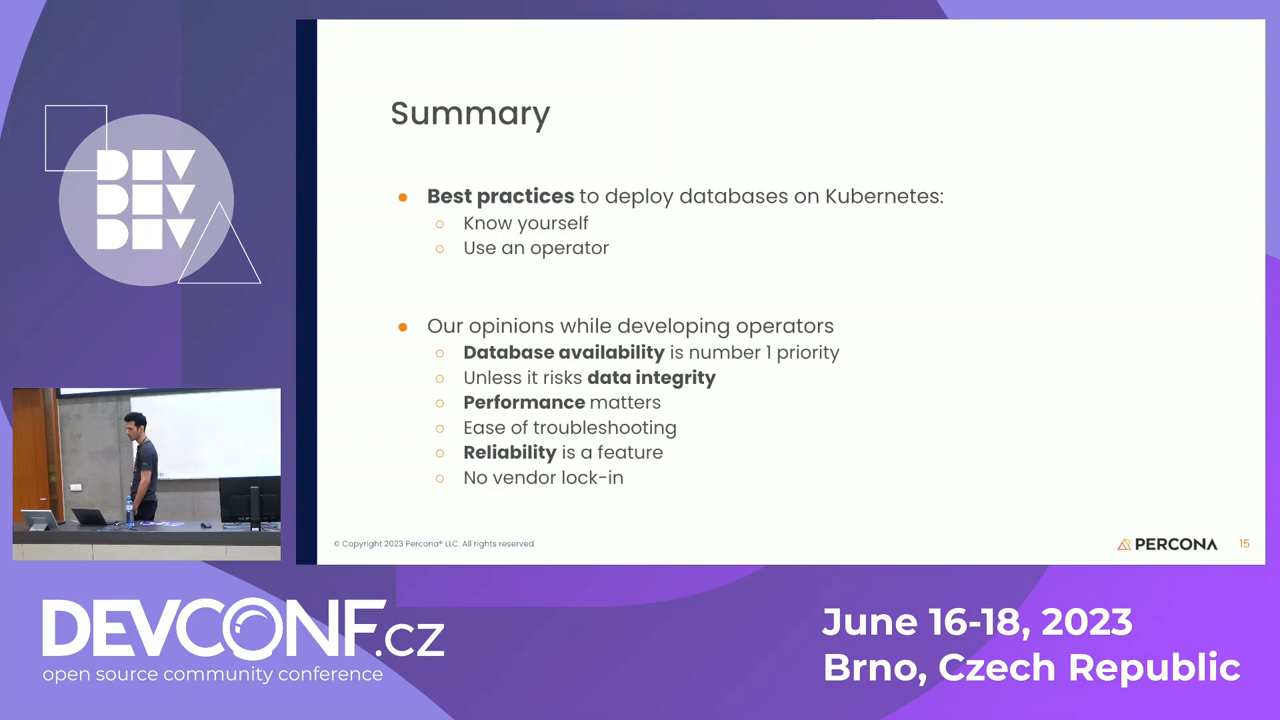 DEV
DEV
DEV
Summary
Best practices to deploy databases on Kubernetes:
Know yourself
Use an operator
Our opinions while developing operators
Database availability is number 1 priority
Unless it risks data integrity
Performance matters
Ease of troubleshooting
Reliability is a feature
No vendor lock-in
© Copyright 2023 Percona® LLC. All rights reserved
PERCONA
15
DEVCONF.cz
open source community conference
June 16-18, 2023
Brno, Czech Republic